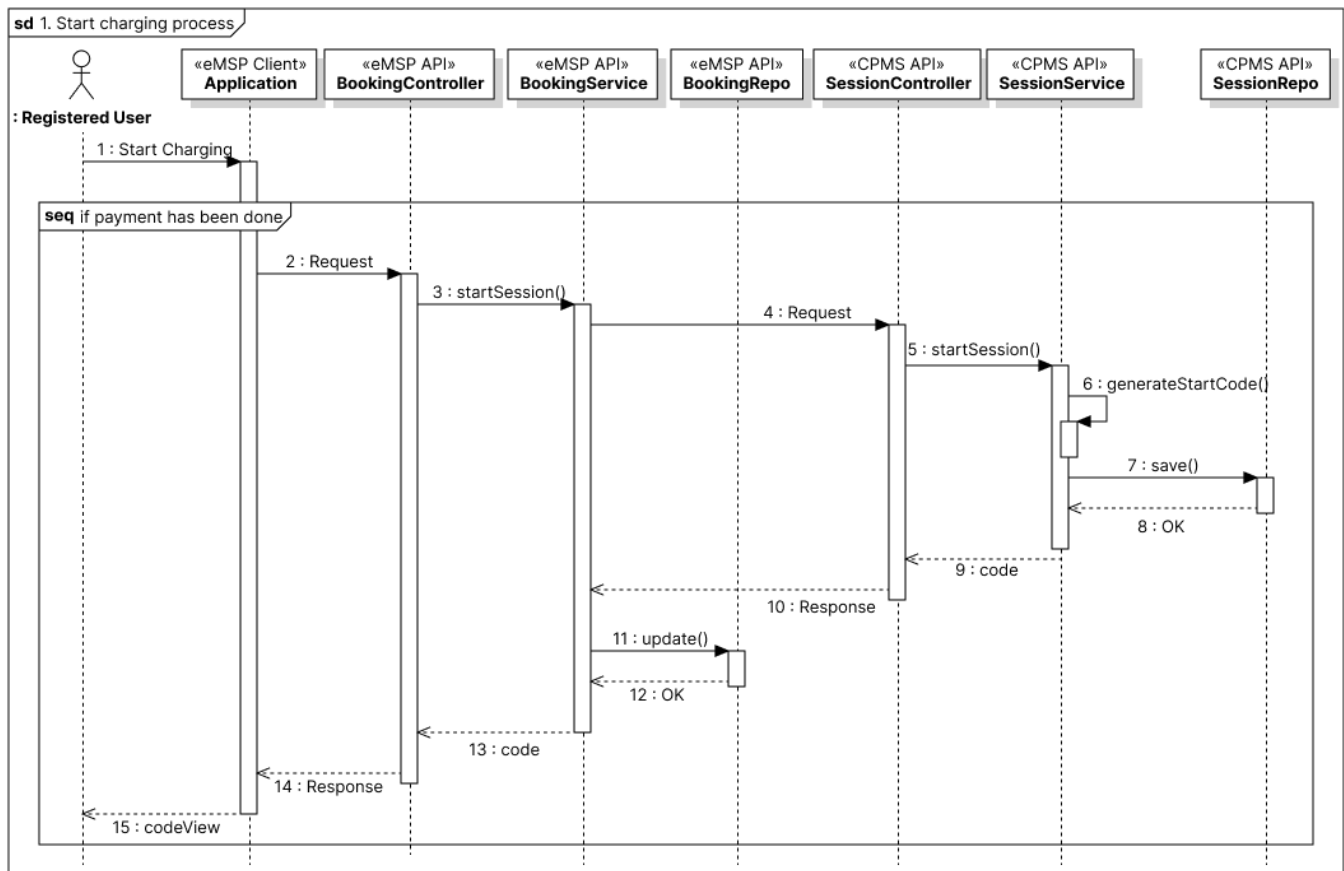 sd 1. Start charging process
«eMSP Client»
Application
«eMSP API»
BookingController
«eMSP API»
BookingService
«eMSP API»
BookingRepo
«CPMS API»
SessionController
«CPMS API»
SessionService
«CPMS API»
SessionRepo
: Registered User
1 : Start Charging
seq if payment has been done
2 : Request
3 : startSession()
4 : Request
5 : startSession()
6 : generateStartCode()
7 : save()
8 : OK
9 : code
10 : Response
11 : update()
12 : OK
13 : code
14 : Response
15 : codeView